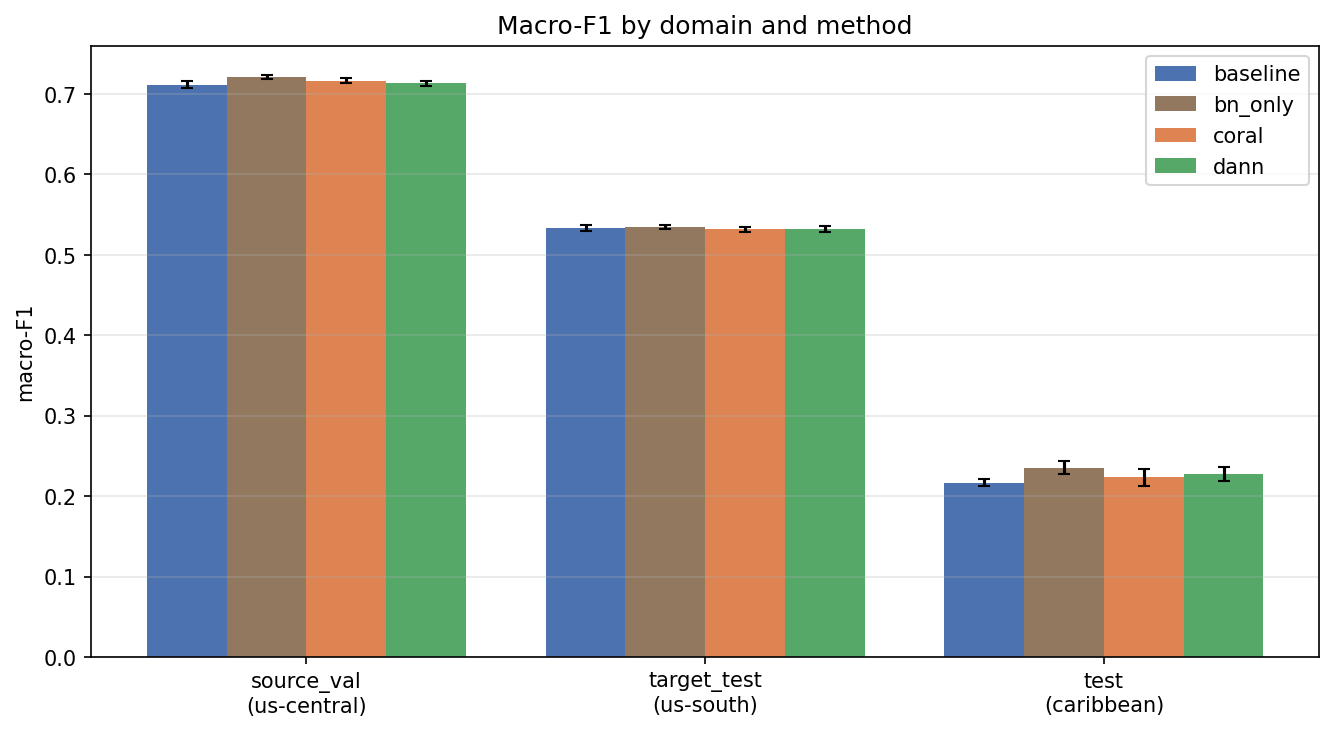 Macro-F1 by domain and method
baseline
bn_only
coral
dann
macro-F1
0.7
0.6
0.5
0.4
0.3
0.2
0.1
0.0
source_val
(us-central)
target_test
(us-south)
test
(caribbean)